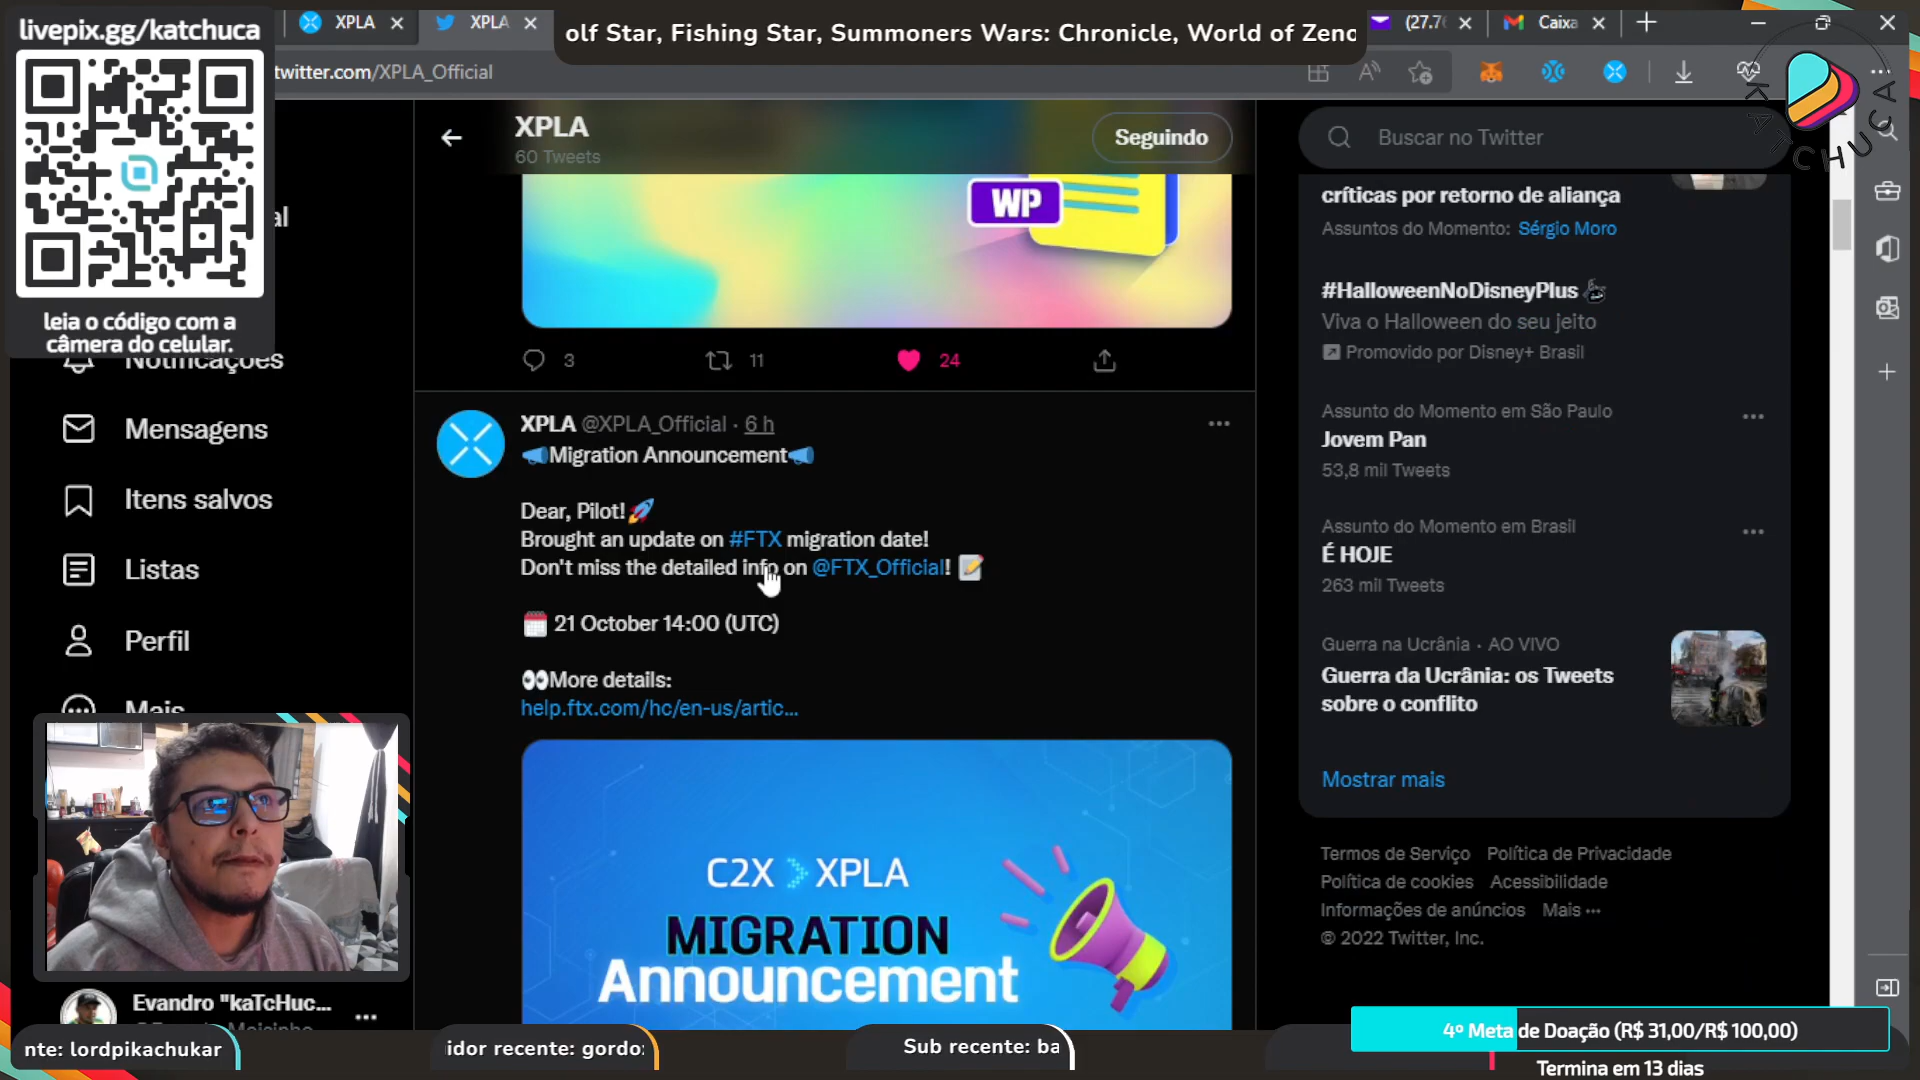 livepix.gg/katchuca
leia o código com a
câmera do celular.
XPLA
XPLA
olf Star, Fishing Star, Summoners Wars: Chronicle, World of Zeno
(27.7
Caixa
twitter.com/XPLA_Official
KATCHUCA
al
Notificações
Mensagens
Itens salvos
Listas
Perfil
Mais
Evandro "kaTcHuc...
XPLA
60 Tweets
Seguindo
WP
3
11
24
XPLA @XPLA_Official · 6 h
Migration Announcement
Dear, Pilot!
Brought an update on #FTX migration date!
Don't miss the detailed info on @FTX_Official!
21 October 14:00 (UTC)
More details:
help.ftx.com/hc/en-us/artic...
C2X XPLA
MIGRATION
Announcement
Buscar no Twitter
críticas por retorno de aliança
Assuntos do Momento: Sérgio Moro
#HalloweenNoDisneyPlus
Viva o Halloween do seu jeito
Promovido por Disney+ Brasil
Assunto do Momento em São Paulo
Jovem Pan
53,8 mil Tweets
Assunto do Momento em Brasil
É HOJE
263 mil Tweets
Guerra na Ucrânia · AO VIVO
Guerra da Ucrânia: os Tweets
sobre o conflito
Mostrar mais
Termos de Serviço Política de Privacidade
Política de cookies Acessibilidade
Informações de anúncios Mais ···
© 2022 Twitter, Inc.
nte: lordpikachukar
idor recente: gordo
Sub recente: ba
4º Meta de Doação (R$ 31,00/R$ 100,00)
Termina em 13 dias